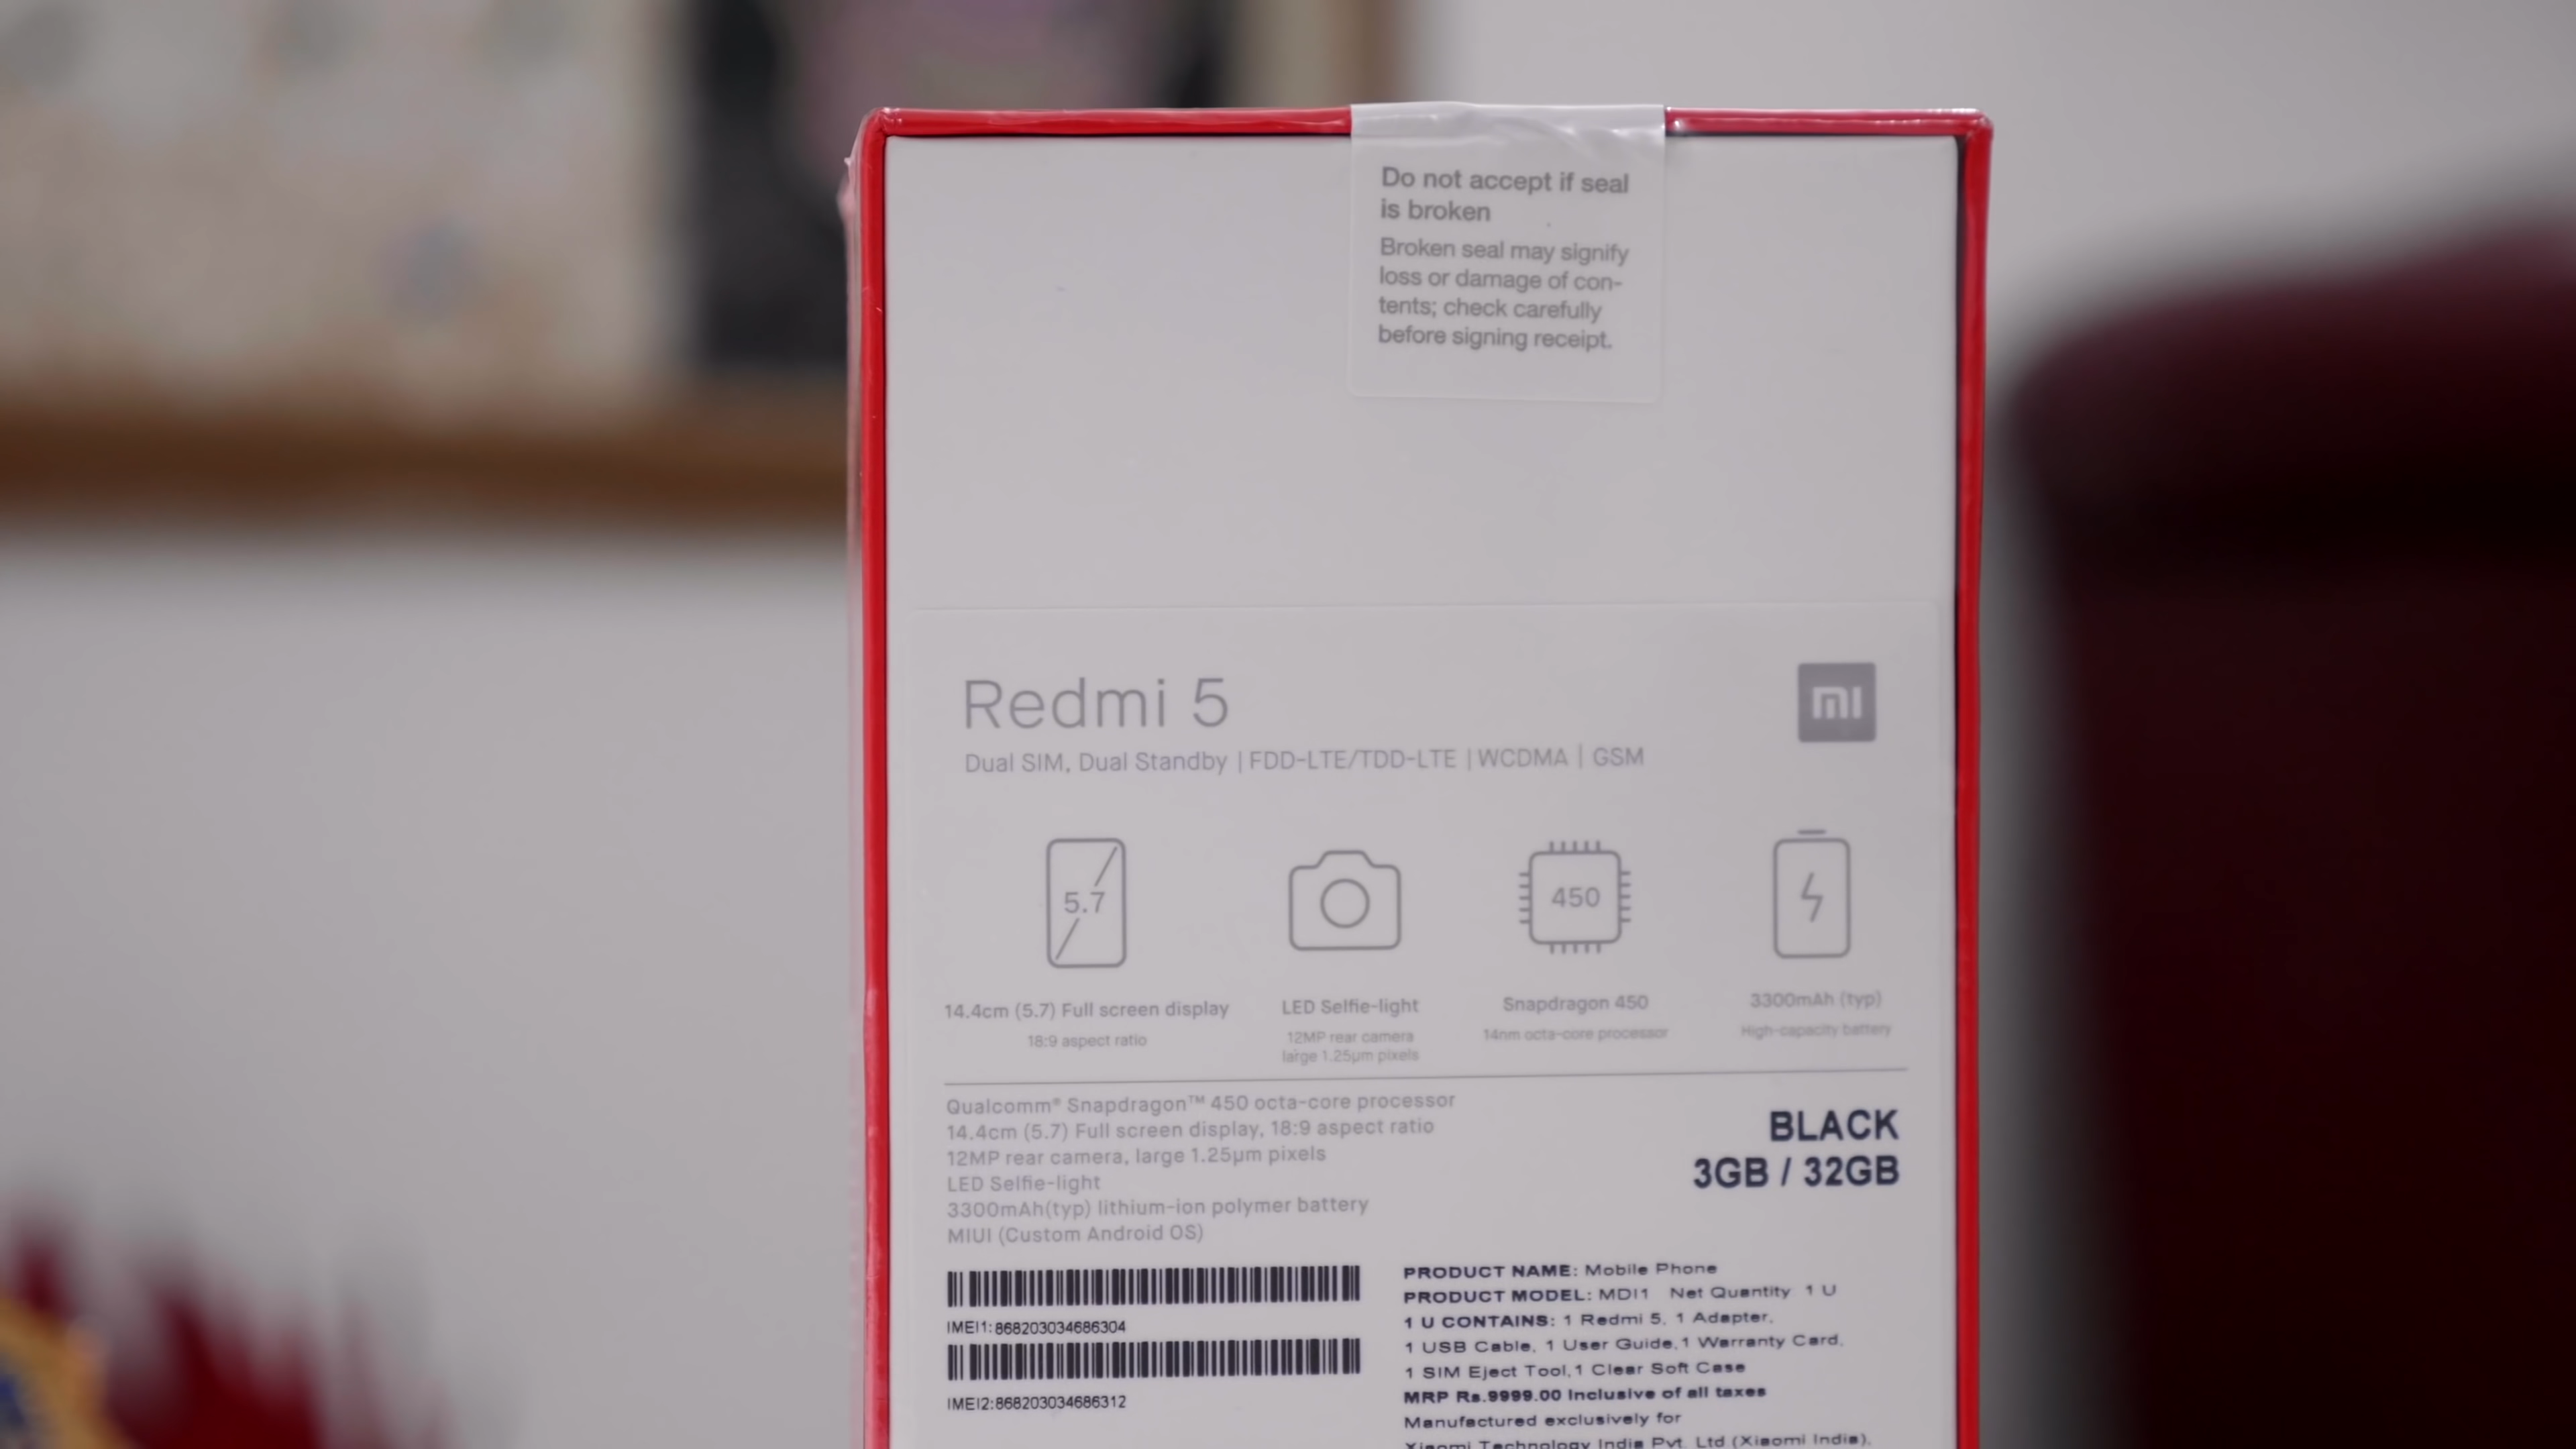 Do not accept if seal
is broken
Broken seal may signify
loss or damage of con-
tents; check carefully
before signing receipt.
Redmi 5
mi
Dual SIM, Dual Standby | FDD-LTE/TDD-LTE | WCDMA | GSM
5.7
450
14.4cm (5.7) Full screen display
18:9 aspect ratio
LED Selfie-light
12MP rear camera
large 1.25μm pixels
Snapdragon 450
14nm octa-core processor
3300mAh (typ)
High-capacity battery
Qualcomm® Snapdragon™ 450 octa-core processor
14.4cm (5.7) Full screen display, 18:9 aspect ratio
12MP rear camera, large 1.25μm pixels
LED Selfie-light
3300mAh(typ) lithium-ion polymer battery
MIUI (Custom Android OS)
BLACK
3GB / 32GB
IMEI1:868203034686304
IMEI2:868203034686312
PRODUCT NAME: Mobile Phone
PRODUCT MODEL: MDI1 Net Quantity 1 U
1 U CONTAINS: 1 Redmi 5, 1 Adapter,
1 USB Cable, 1 User Guide,1 Warranty Card,
1 SIM Eject Tool,1 Clear Soft Case
MRP Rs.9999.00 Inclusive of all taxes
Manufactured exclusively for
Xiaomi Technology India Pvt. Ltd (Xiaomi India),